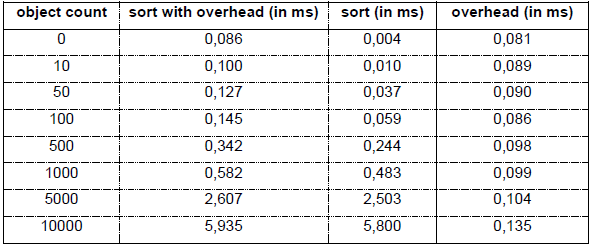 object count sort with overhead (in ms) sort (in ms) overhead (in ms)
0 0,086 0,004 0,081
10 0,100 0,010 0,089
50 0,127 0,037 0,090
100 0,145 0,059 0,086
500 0,342 0,244 0,098
1000 0,582 0,483 0,099
5000 2,607 2,503 0,104
10000 5,935 5,800 0,135